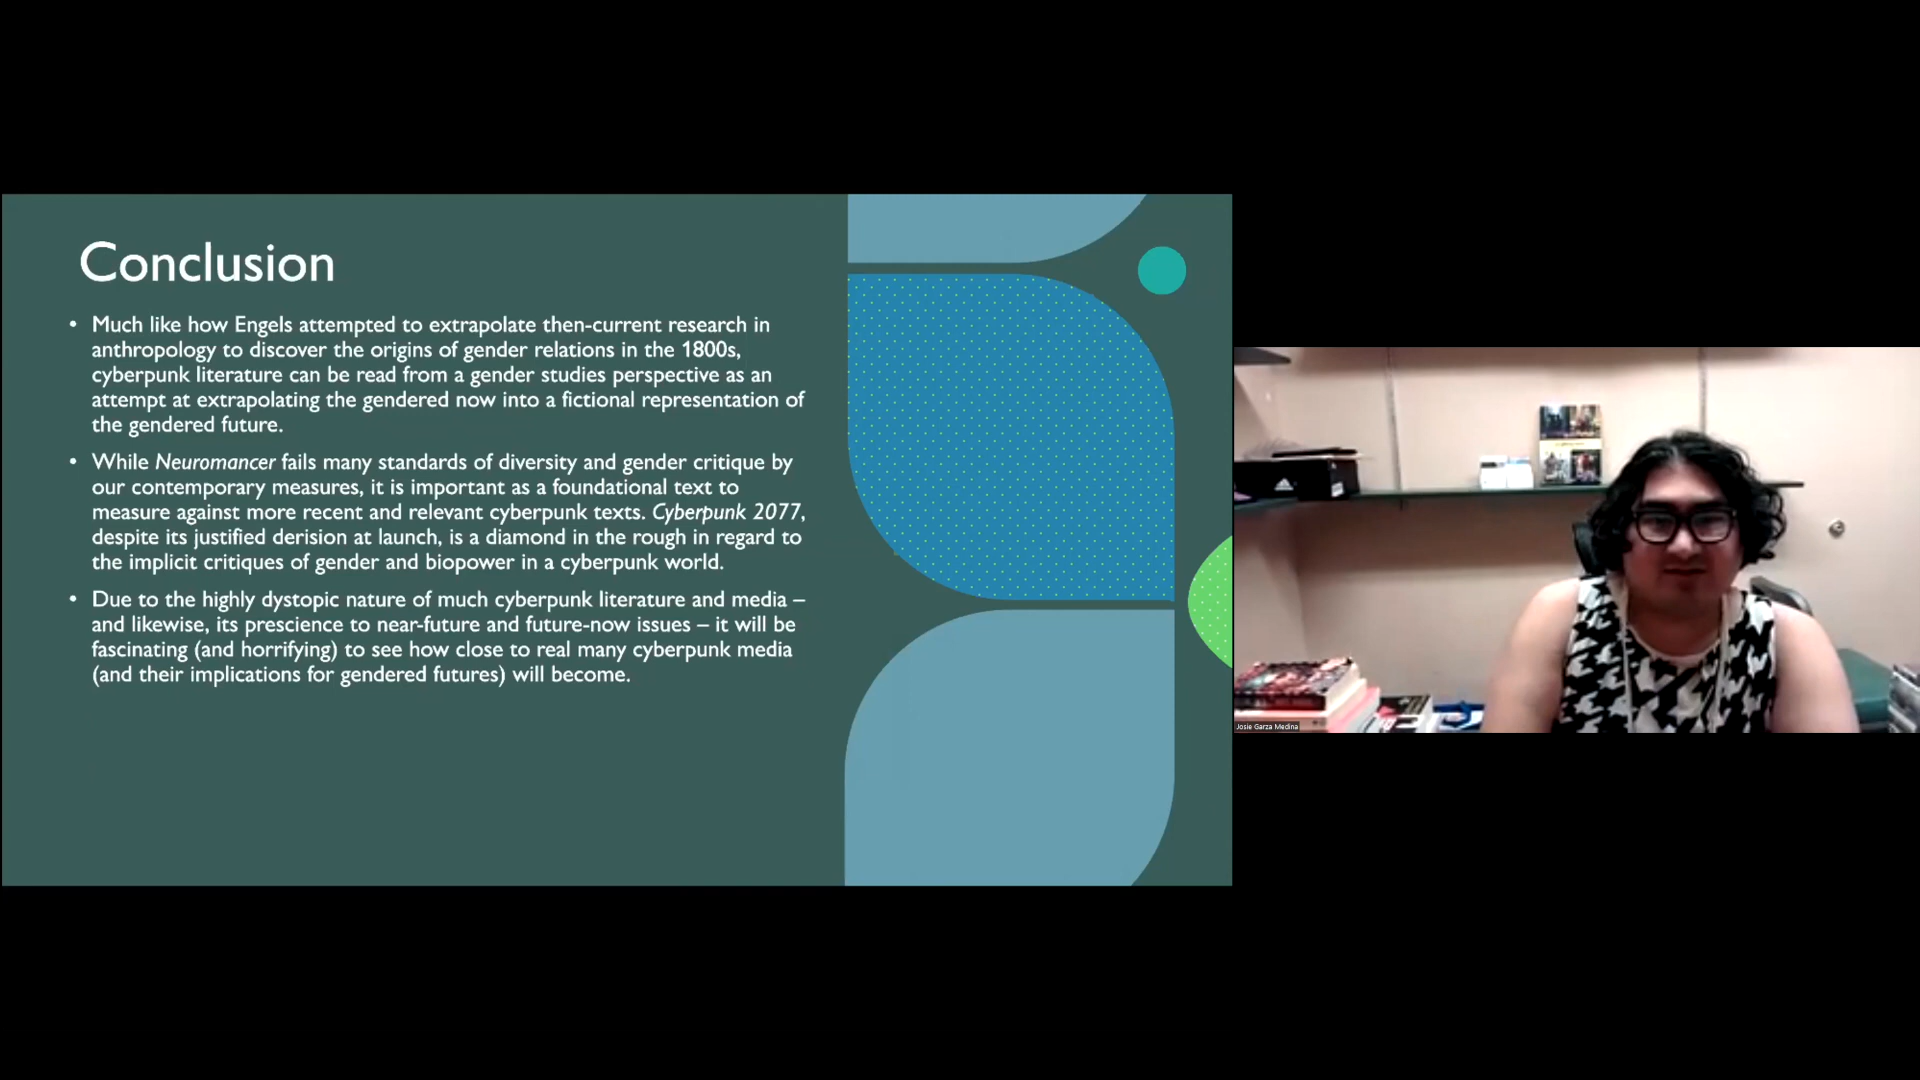 Conclusion
• Much like how Engels attempted to extrapolate then-current research in
anthropology to discover the origins of gender relations in the 1800s,
cyberpunk literature can be read from a gender studies perspective as an
attempt at extrapolating the gendered now into a fictional representation of
the gendered future.
• While Neuromancer fails many standards of diversity and gender critique by
our contemporary measures, it is important as a foundational text to
measure against more recent and relevant cyberpunk texts. Cyberpunk 2077,
despite its justified derision at launch, is a diamond in the rough in regard to
the implicit critiques of gender and biopower in a cyberpunk world.
• Due to the highly dystopic nature of much cyberpunk literature and media –
and likewise, its prescience to near-future and future-now issues – it will be
fascinating (and horrifying) to see how close to real many cyberpunk media
(and their implications for gendered futures) will become.
Josie Garza Medina